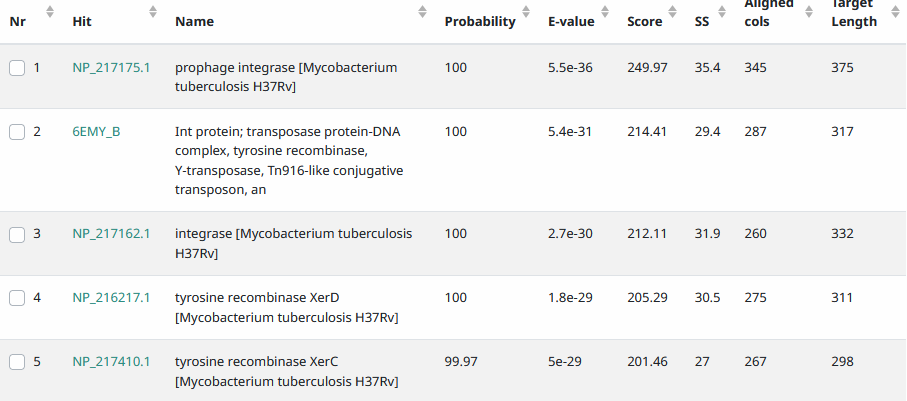 Nr Hit Name Probability E-value Score SS Aligned cols Target Length
1 NP_217175.1 prophage integrase [Mycobacterium 100 5.5e-36 249.97 35.4 345 375
tuberculosis H37Rv]
2 6EMY_B Int protein; transposase protein-DNA 100 5.4e-31 214.41 29.4 287 317
complex, tyrosine recombinase,
Y-transposase, Tn916-like conjugative
transposon, an
3 NP_217162.1 integrase [Mycobacterium tuberculosis 100 2.7e-30 212.11 31.9 260 332
H37Rv]
4 NP_216217.1 tyrosine recombinase XerD 100 1.8e-29 205.29 30.5 275 311
[Mycobacterium tuberculosis H37Rv]
5 NP_217410.1 tyrosine recombinase XerC 99.97 5e-29 201.46 27 267 298
[Mycobacterium tuberculosis H37Rv]